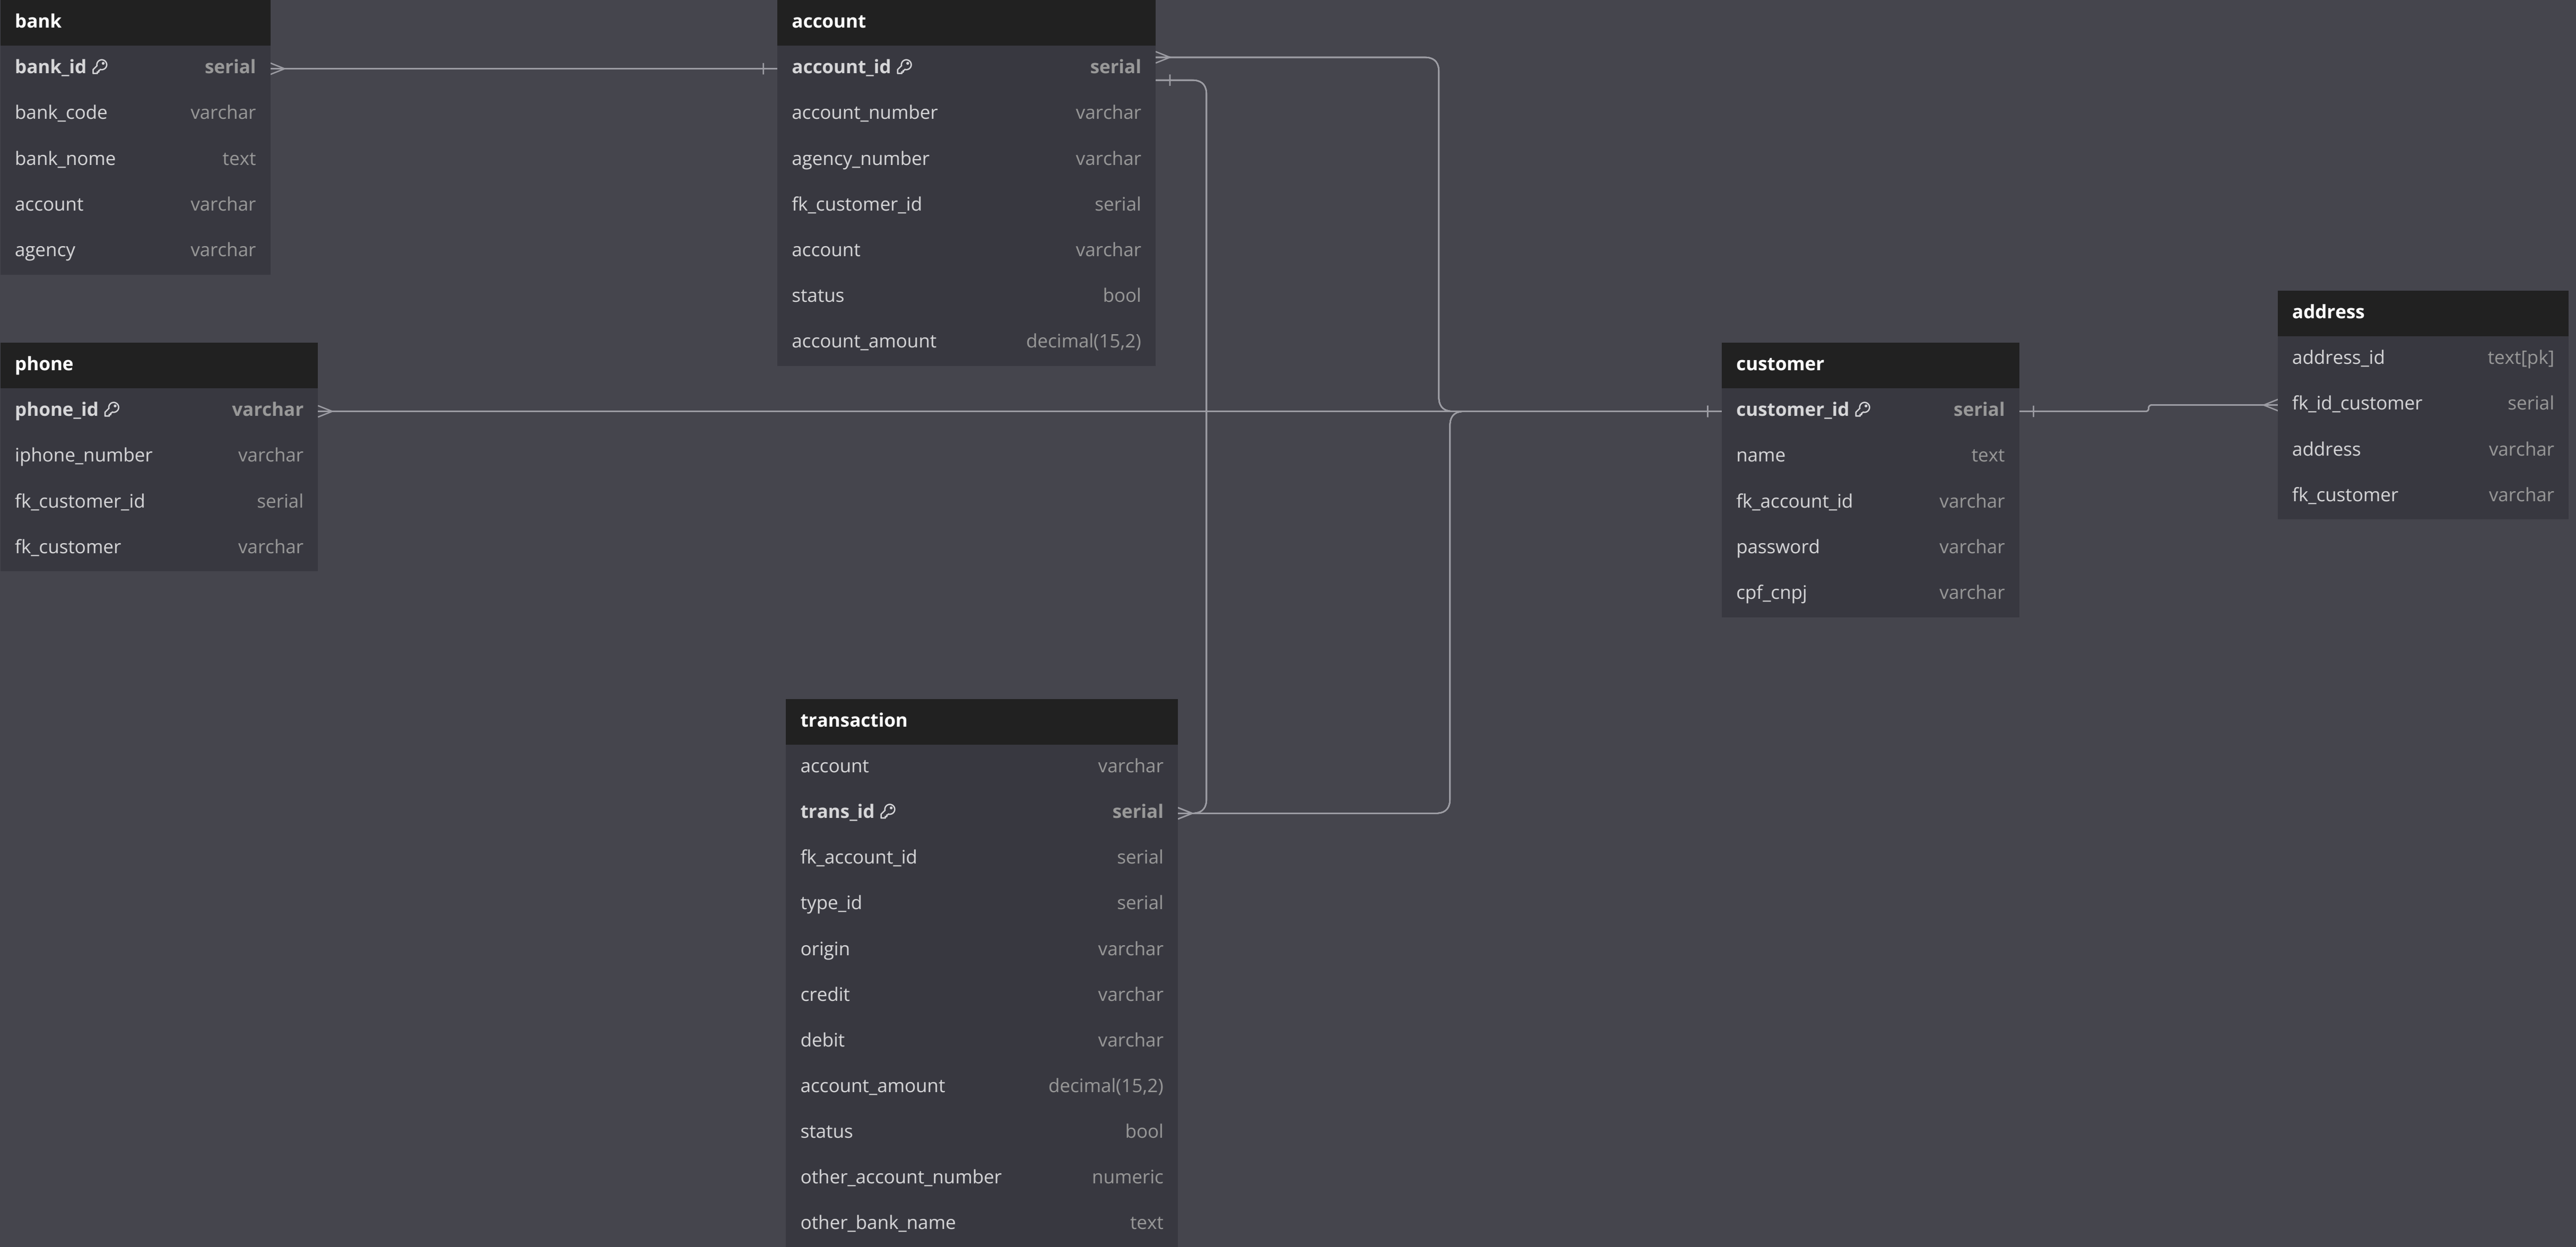 bank
bank_id serial
bank_code varchar
bank_nome text
account varchar
agency varchar
account
account_id serial
account_number varchar
agency_number varchar
fk_customer_id serial
account varchar
status bool
account_amount decimal(15,2)
phone
phone_id varchar
iphone_number varchar
fk_customer_id serial
fk_customer varchar
customer
customer_id serial
name text
fk_account_id varchar
password varchar
cpf_cnpj varchar
address
address_id text[pk]
fk_id_customer serial
address varchar
fk_customer varchar
transaction
account varchar
trans_id serial
fk_account_id serial
type_id serial
origin varchar
credit varchar
debit varchar
account_amount decimal(15,2)
status bool
other_account_number numeric
other_bank_name text